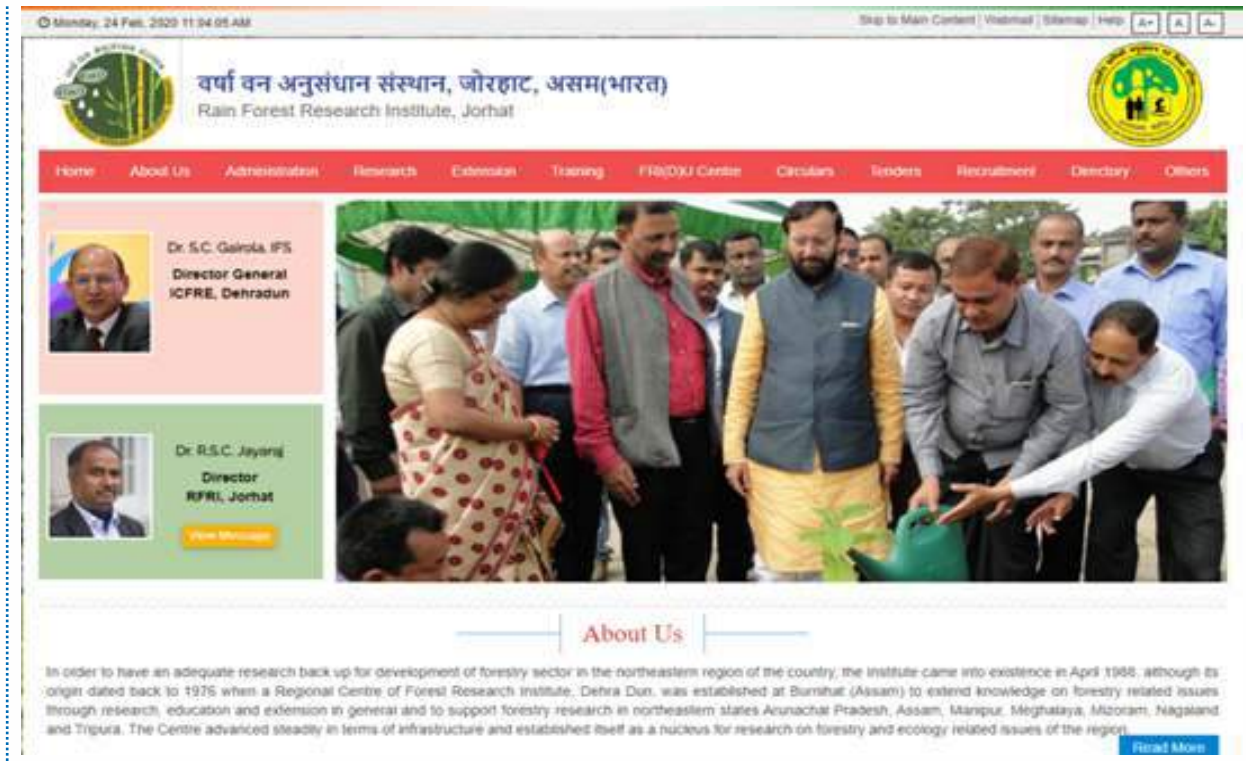 Monday, 24 Feb, 2020 11:04:05 AM
Skip to Main Content | Webmail | Sitemap | Help A+ A A-
वर्षा वन अनुसंधान संस्थान, जोरहाट, असम(भारत)
Rain Forest Research Institute, Jorhat
Home About Us Administration Research Extension Training FRI(D)U Centre Circulars Tenders Recruitment Directory Others
Dr. S.C. Gairola, IFS
Director General
ICFRE, Dehradun
Dr. R.S.C. Jayaraj
Director
RFRI, Jorhat
View Message
About Us
In order to have an adequate research back up for development of forestry sector in the northeastern region of the country, the Institute came into existence in April 1988, although its
origin dated back to 1976 when a Regional Centre of Forest Research Institute, Dehra Dun, was established at Burnihat (Assam) to extend knowledge on forestry related issues
through research, education and extension in general and to support forestry research in northeastern states Arunachal Pradesh, Assam, Manipur, Meghalaya, Mizoram, Nagaland
and Tripura. The Centre advanced steadily in terms of infrastructure and established itself as a nucleus for research on forestry and ecology related issues of the region.
Read More